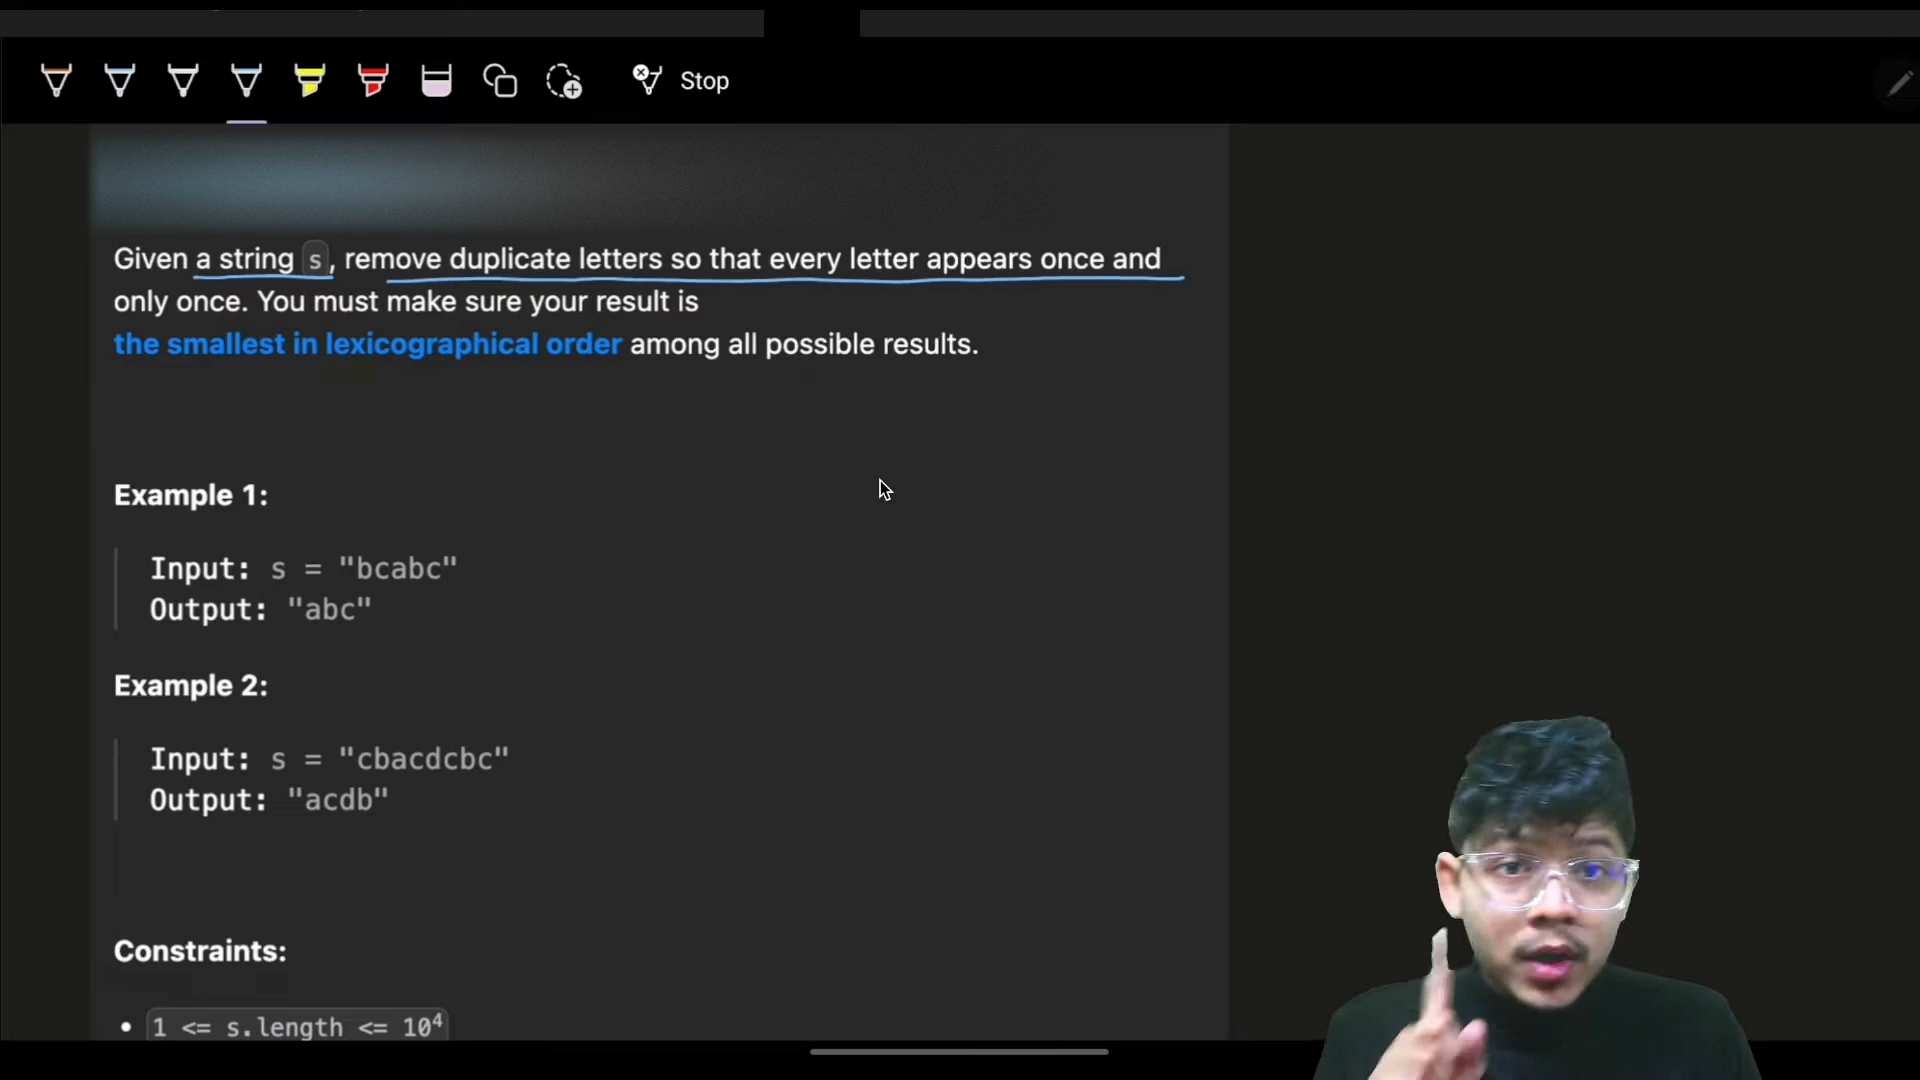 Stop
Given a string s, remove duplicate letters so that every letter appears once and
only once. You must make sure your result is
the smallest in lexicographical order among all possible results.
Example 1:
Input: s = "bcabc"
Output: "abc"
Example 2:
Input: s = "cbacdcbc"
Output: "acdb"
Constraints:
• 1 <= s.length <= 10⁴